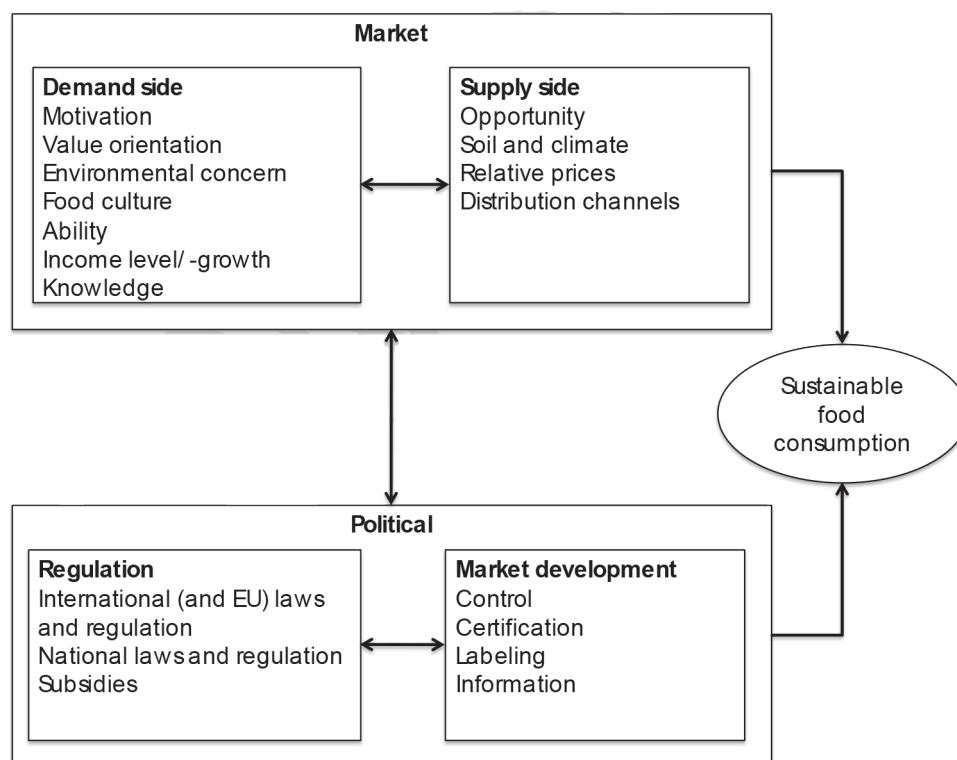 Market
Demand side
Motivation
Value orientation
Environmental concern
Food culture
Ability
Income level/ -growth
Knowledge
Supply side
Opportunity
Soil and climate
Relative prices
Distribution channels
Sustainable
food
consumption
Political
Regulation
International (and EU) laws
and regulation
National laws and regulation
Subsidies
Market development
Control
Certification
Labeling
Information